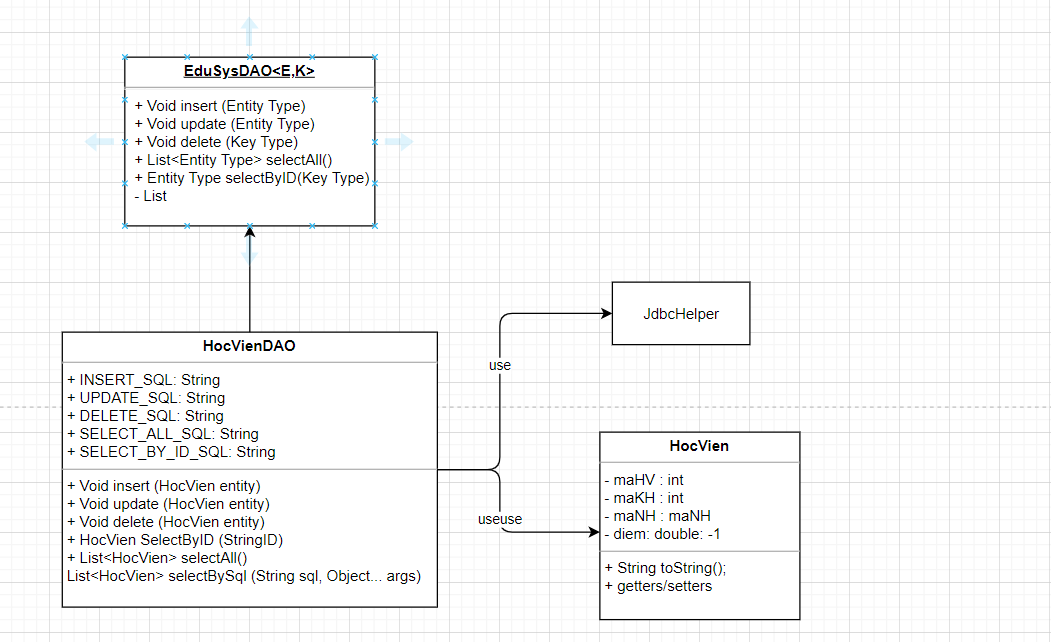 EduSysDAO<E,K>
+ Void insert (Entity Type)
+ Void update (Entity Type)
+ Void delete (Key Type)
+ List<Entity Type> selectAll()
+ Entity Type selectByID(Key Type)
- List
JdbcHelper
use
HocVienDAO
+ INSERT_SQL: String
+ UPDATE_SQL: String
+ DELETE_SQL: String
+ SELECT_ALL_SQL: String
+ SELECT_BY_ID_SQL: String
+ Void insert (HocVien entity)
+ Void update (HocVien entity)
+ Void delete (HocVien entity)
+ HocVien SelectByID (StringID)
+ List<HocVien> selectAll()
List<HocVien> selectBySql (String sql, Object... args)
useuse
HocVien
- maHV : int
- maKH : int
- maNH : maNH
- diem: double: -1
+ String toString();
+ getters/setters